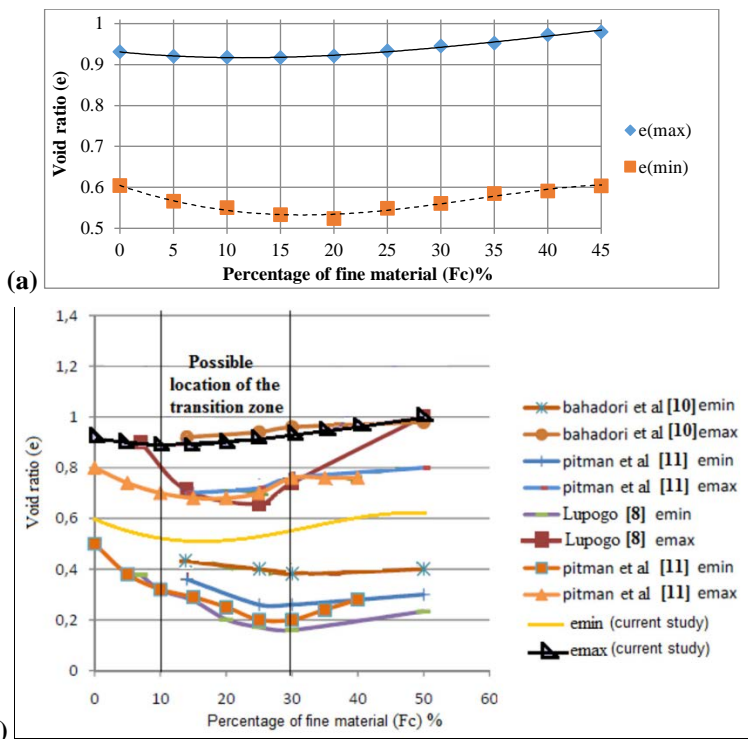 1
0.9
0.8
0.7
0.6
0.5
Void ratio (e)
0 5 10 15 20 25 30 35 40 45
Percentage of fine material (Fc)%
e(max)
e(min)
(a)
1,4
1,2
1
0,8
0,6
0,4
0,2
0
Void ratio (e)
Possible
location of the
transition zone
0 10 20 30 40 50 60
Percentage of fine material (Fc) %
bahadori et al [10] emin
bahadori et al [10] emax
pitman et al [11] emin
pitman et al [11] emax
Lupogo [8] emin
Lupogo [8] emax
pitman et al [11] emin
pitman et al [11] emax
emin (current study)
emax (current study)
)